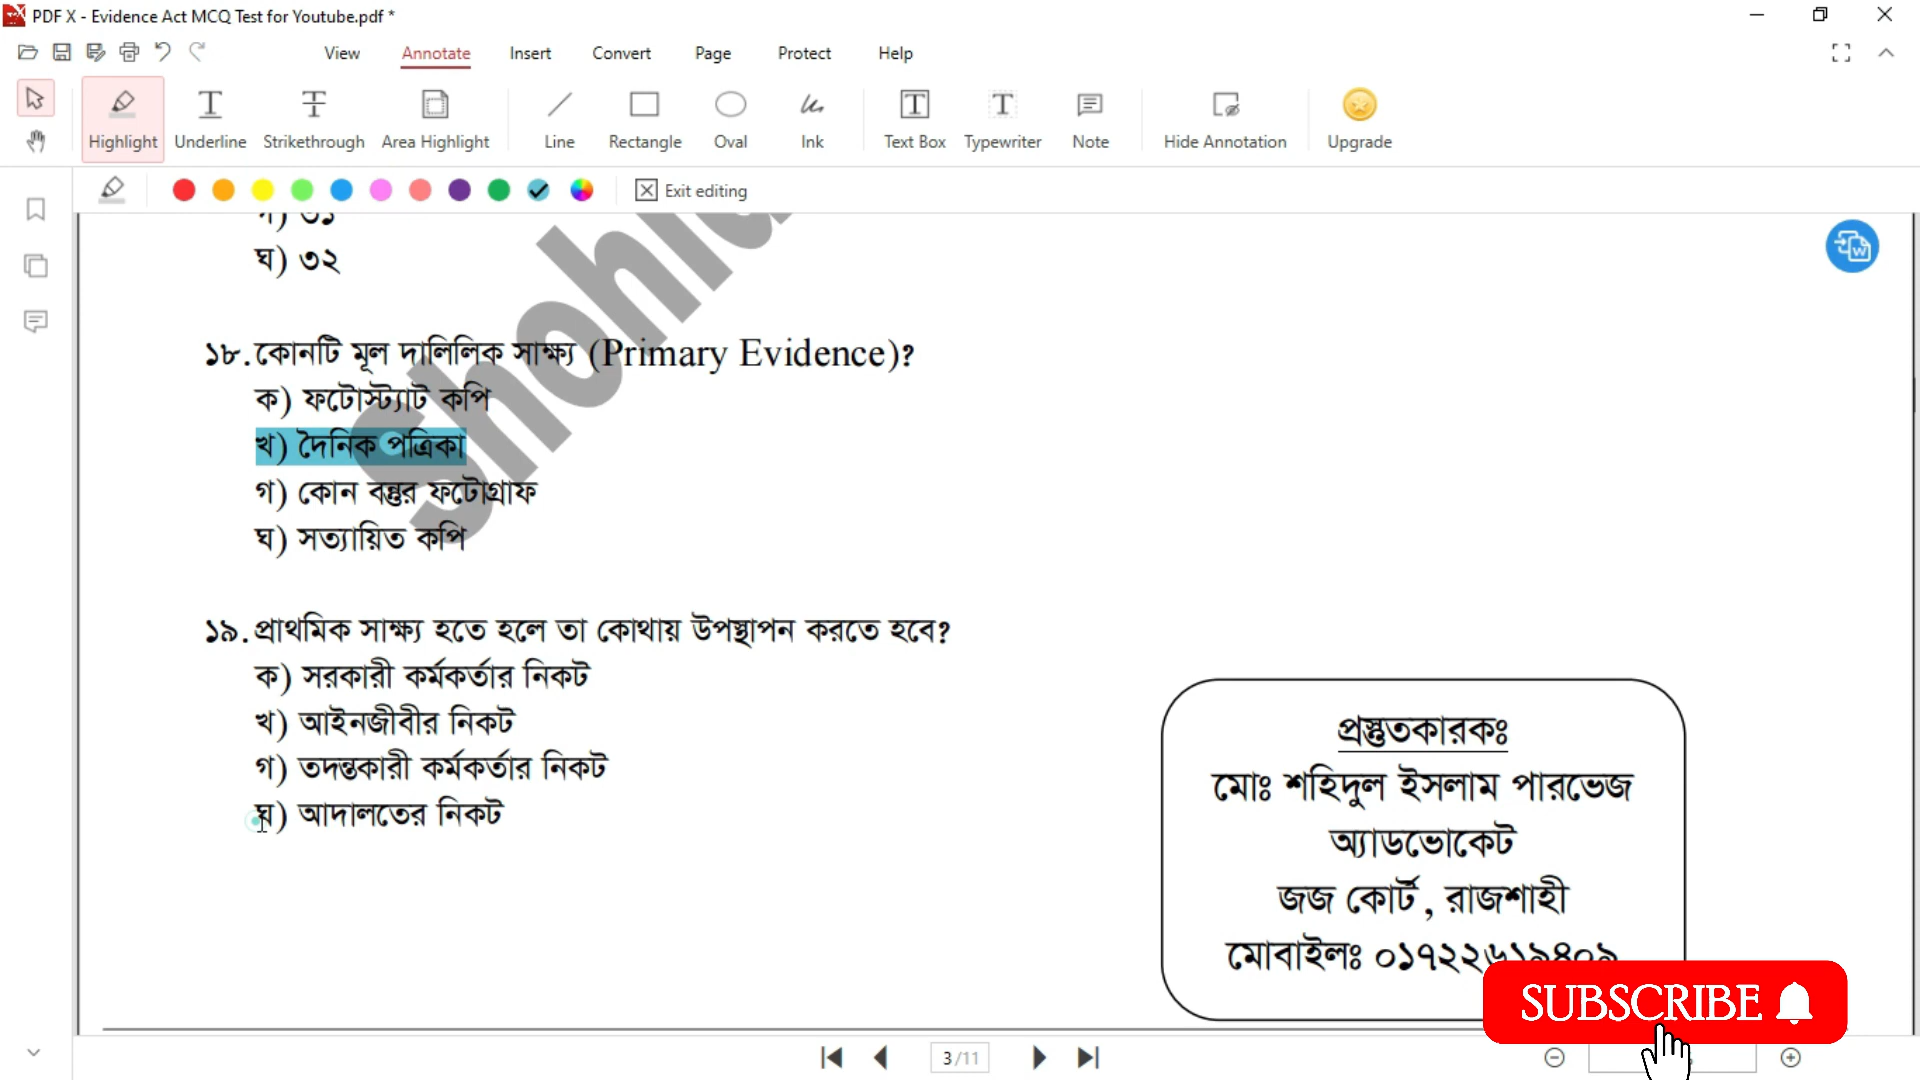 PDF X - Evidence Act MCQ Test for Youtube.pdf *
View Annotate Insert Convert Page Protect Help
Highlight Underline Strikethrough Area Highlight Line Rectangle Oval Ink Text Box Typewriter Note Hide Annotation Upgrade
Exit editing
গ) ৩১
ঘ) ৩২
১৮. কোনটি মূল দালিলিক সাক্ষ্য (Primary Evidence)?
ক) ফটোস্ট্যাট কপি
খ) দৈনিক পত্রিকা
গ) কোন বস্তুর ফটোগ্রাফ
ঘ) সত্যায়িত কপি
১৯. প্রাথমিক সাক্ষ্য হতে হলে তা কোথায় উপস্থাপন করতে হবে?
ক) সরকারী কর্মকর্তার নিকট
খ) আইনজীবীর নিকট
গ) তদন্তকারী কর্মকর্তার নিকট
ঘ) আদালতের নিকট
প্রস্তুতকারকঃ
মোঃ শহিদুল ইসলাম পারভেজ
অ্যাডভোকেট
জজ কোর্ট, রাজশাহী
মোবাইলঃ ০১৭২২৬১৯৪০৯
SUBSCRIBE
3 /11